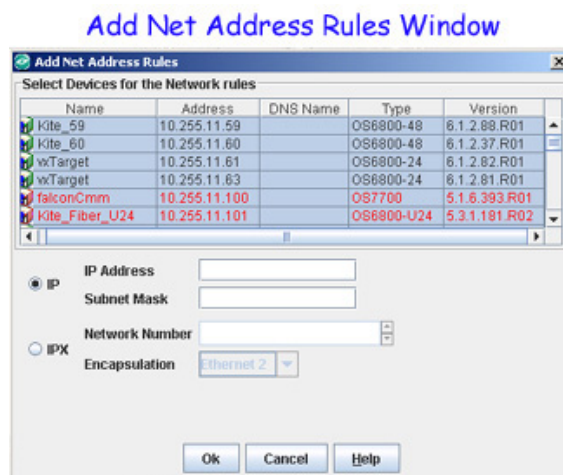 Add Net Address Rules Window
Add Net Address Rules
Select Devices for the Network rules
Name Address DNS Name Type Version
Kite_59 10.255.11.59 OS6800-48 6.1.2.88.R01
Kite_60 10.255.11.60 OS6800-48 6.1.2.37.R01
vxTarget 10.255.11.61 OS6800-24 6.1.2.82.R01
vxTarget 10.255.11.63 OS6800-24 6.1.2.81.R01
falconCmm 10.255.11.100 OS7700 5.1.6.393.R01
Kite_Fiber_U24 10.255.11.101 OS6800-U24 5.3.1.181.R02
IP
IP Address
Subnet Mask
IPX
Network Number
Encapsulation Ethernet 2
Ok Cancel Help